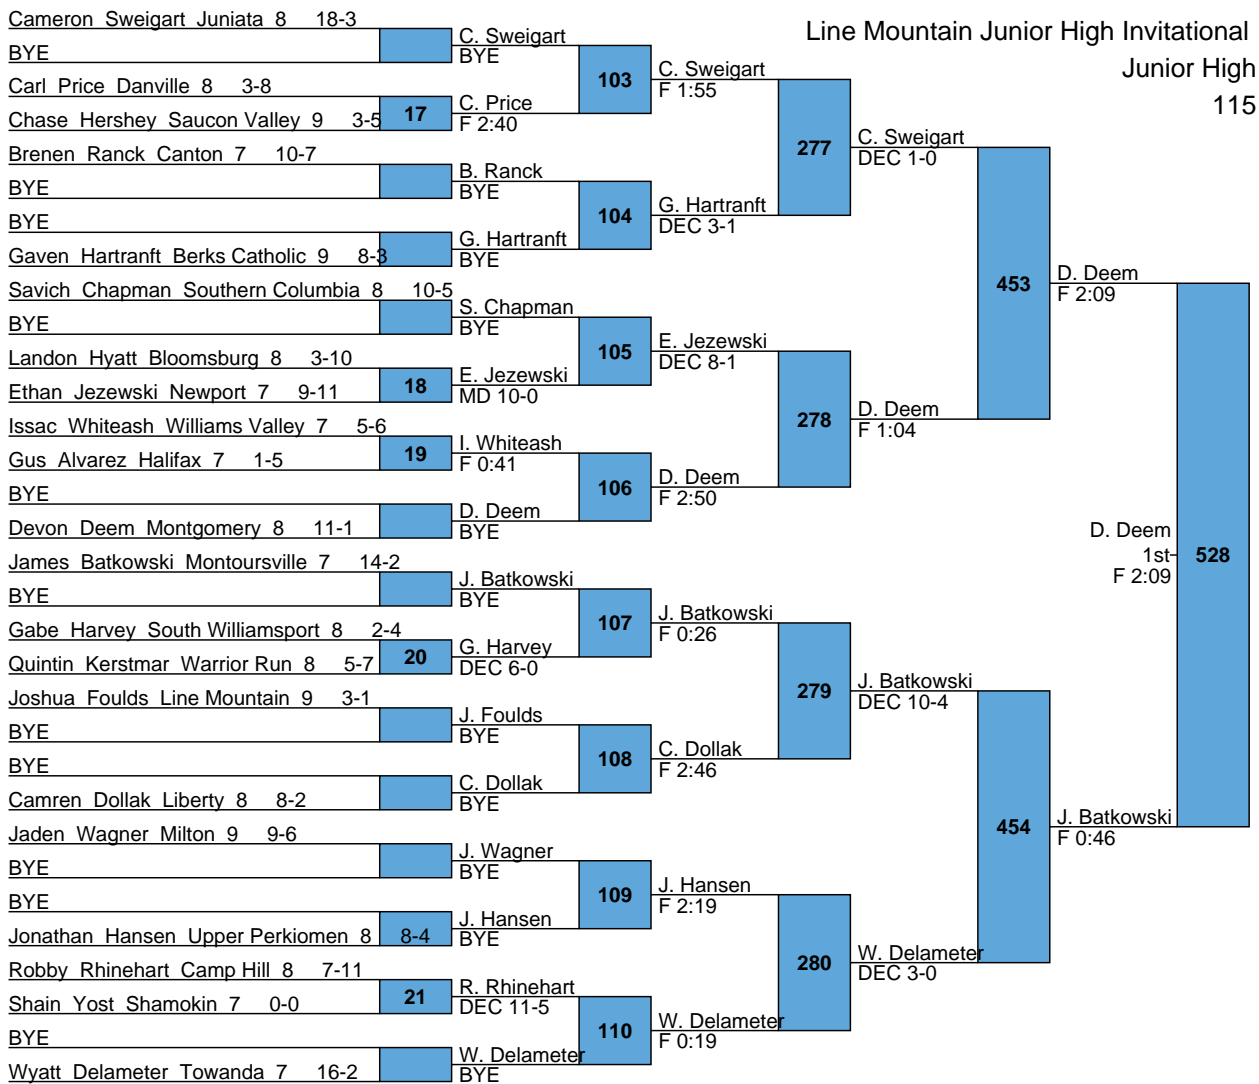 Line Mountain Junior High Invitational
Junior High
115
Cameron Sweigart Juniata 8 18-3
BYE
Carl Price Danville 8 3-8
Chase Hershey Saucon Valley 9 3-5
Brenen Ranck Canton 7 10-7
BYE
BYE
Gaven Hartranft Berks Catholic 9 8-3
Savich Chapman Southern Columbia 8 10-5
BYE
Landon Hyatt Bloomsburg 8 3-10
Ethan Jezewski Newport 7 9-11
Issac Whiteash Williams Valley 7 5-6
Gus Alvarez Halifax 7 1-5
BYE
Devon Deem Montgomery 8 11-1
James Batkowski Montoursville 7 14-2
BYE
Gabe Harvey South Williamsport 8 2-4
Quintin Kerstmar Warrior Run 8 5-7
Joshua Foulds Line Mountain 9 3-1
BYE
BYE
Camren Dollak Liberty 8 8-2
Jaden Wagner Milton 9 9-6
BYE
BYE
Jonathan Hansen Upper Perkiomen 8 8-4
Robby Rhinehart Camp Hill 8 7-11
Shain Yost Shamokin 7 0-0
BYE
Wyatt Delameter Towanda 7 16-2
17
18
19
20
21
C. Sweigart
BYE
C. Price
F 2:40
B. Ranck
BYE
G. Hartranft
BYE
S. Chapman
BYE
E. Jezewski
MD 10-0
I. Whiteash
F 0:41
D. Deem
BYE
J. Batkowski
BYE
G. Harvey
DEC 6-0
J. Foulds
BYE
C. Dollak
BYE
J. Wagner
BYE
J. Hansen
BYE
R. Rhinehart
DEC 11-5
W. Delameter
BYE
103
104
105
106
107
108
109
110
C. Sweigart
F 1:55
G. Hartranft
DEC 3-1
E. Jezewski
DEC 8-1
D. Deem
F 2:50
J. Batkowski
F 0:26
C. Dollak
F 2:46
J. Hansen
F 2:19
W. Delameter
F 0:19
277
278
279
280
C. Sweigart
DEC 1-0
D. Deem
F 1:04
J. Batkowski
DEC 10-4
W. Delameter
DEC 3-0
453
454
D. Deem
F 2:09
J. Batkowski
F 0:46
528
D. Deem
1st
F 2:09